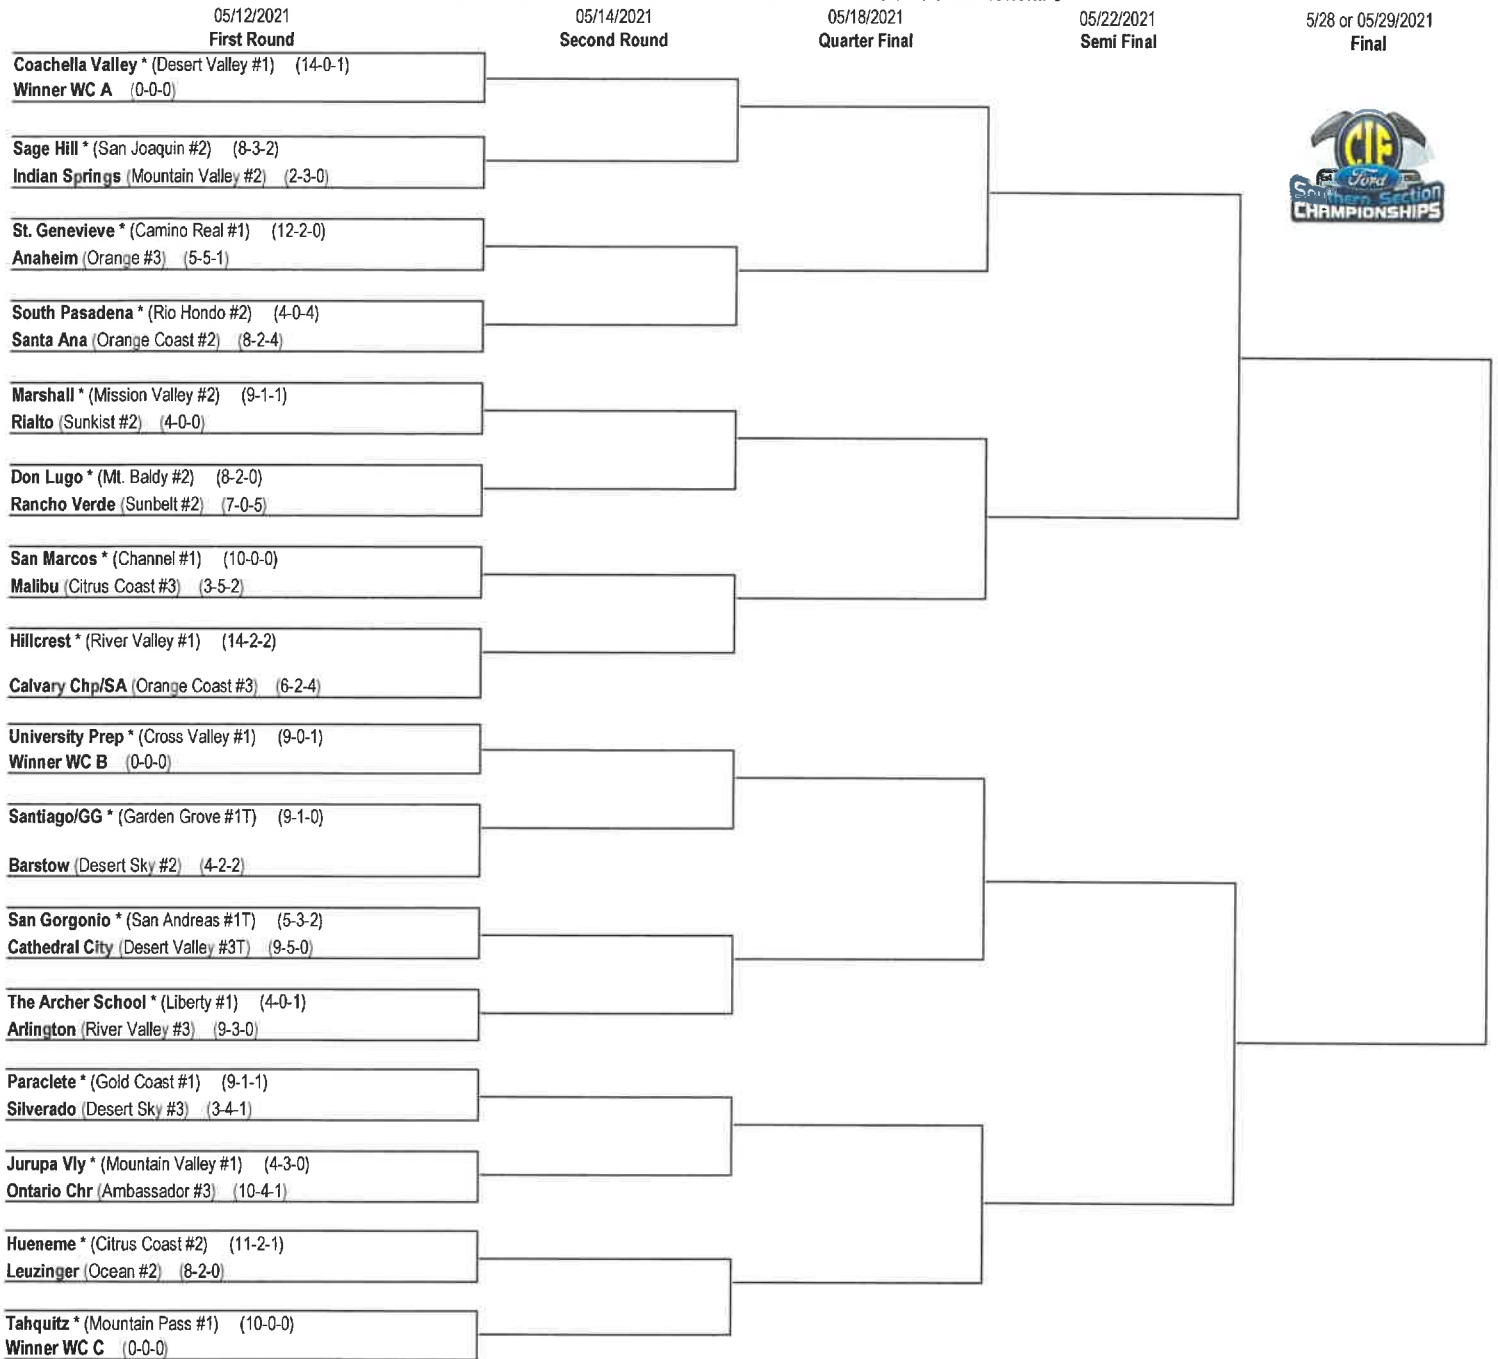 05/12/2021
First Round
05/14/2021
Second Round
05/18/2021
Quarter Final
05/22/2021
Semi Final
5/28 or 05/29/2021
Final
CIF
Ford
Southern Section
CHAMPIONSHIPS
Coachella Valley * (Desert Valley #1) (14-0-1)
Winner WC A (0-0-0)
Sage Hill * (San Joaquin #2) (8-3-2)
Indian Springs (Mountain Valley #2) (2-3-0)
St. Genevieve * (Camino Real #1) (12-2-0)
Anaheim (Orange #3) (5-5-1)
South Pasadena * (Rio Hondo #2) (4-0-4)
Santa Ana (Orange Coast #2) (8-2-4)
Marshall * (Mission Valley #2) (9-1-1)
Rialto (Sunkist #2) (4-0-0)
Don Lugo * (Mt. Baldy #2) (8-2-0)
Rancho Verde (Sunbelt #2) (7-0-5)
San Marcos * (Channel #1) (10-0-0)
Malibu (Citrus Coast #3) (3-5-2)
Hillcrest * (River Valley #1) (14-2-2)
Calvary Chp/SA (Orange Coast #3) (6-2-4)
University Prep * (Cross Valley #1) (9-0-1)
Winner WC B (0-0-0)
Santiago/GG * (Garden Grove #1T) (9-1-0)
Barstow (Desert Sky #2) (4-2-2)
San Gorgonio * (San Andreas #1T) (5-3-2)
Cathedral City (Desert Valley #3T) (9-5-0)
The Archer School * (Liberty #1) (4-0-1)
Arlington (River Valley #3) (9-3-0)
Paraclete * (Gold Coast #1) (9-1-1)
Silverado (Desert Sky #3) (3-4-1)
Jurupa Vly * (Mountain Valley #1) (4-3-0)
Ontario Chr (Ambassador #3) (10-4-1)
Hueneme * (Citrus Coast #2) (11-2-1)
Leuzinger (Ocean #2) (8-2-0)
Tahquitz * (Mountain Pass #1) (10-0-0)
Winner WC C (0-0-0)